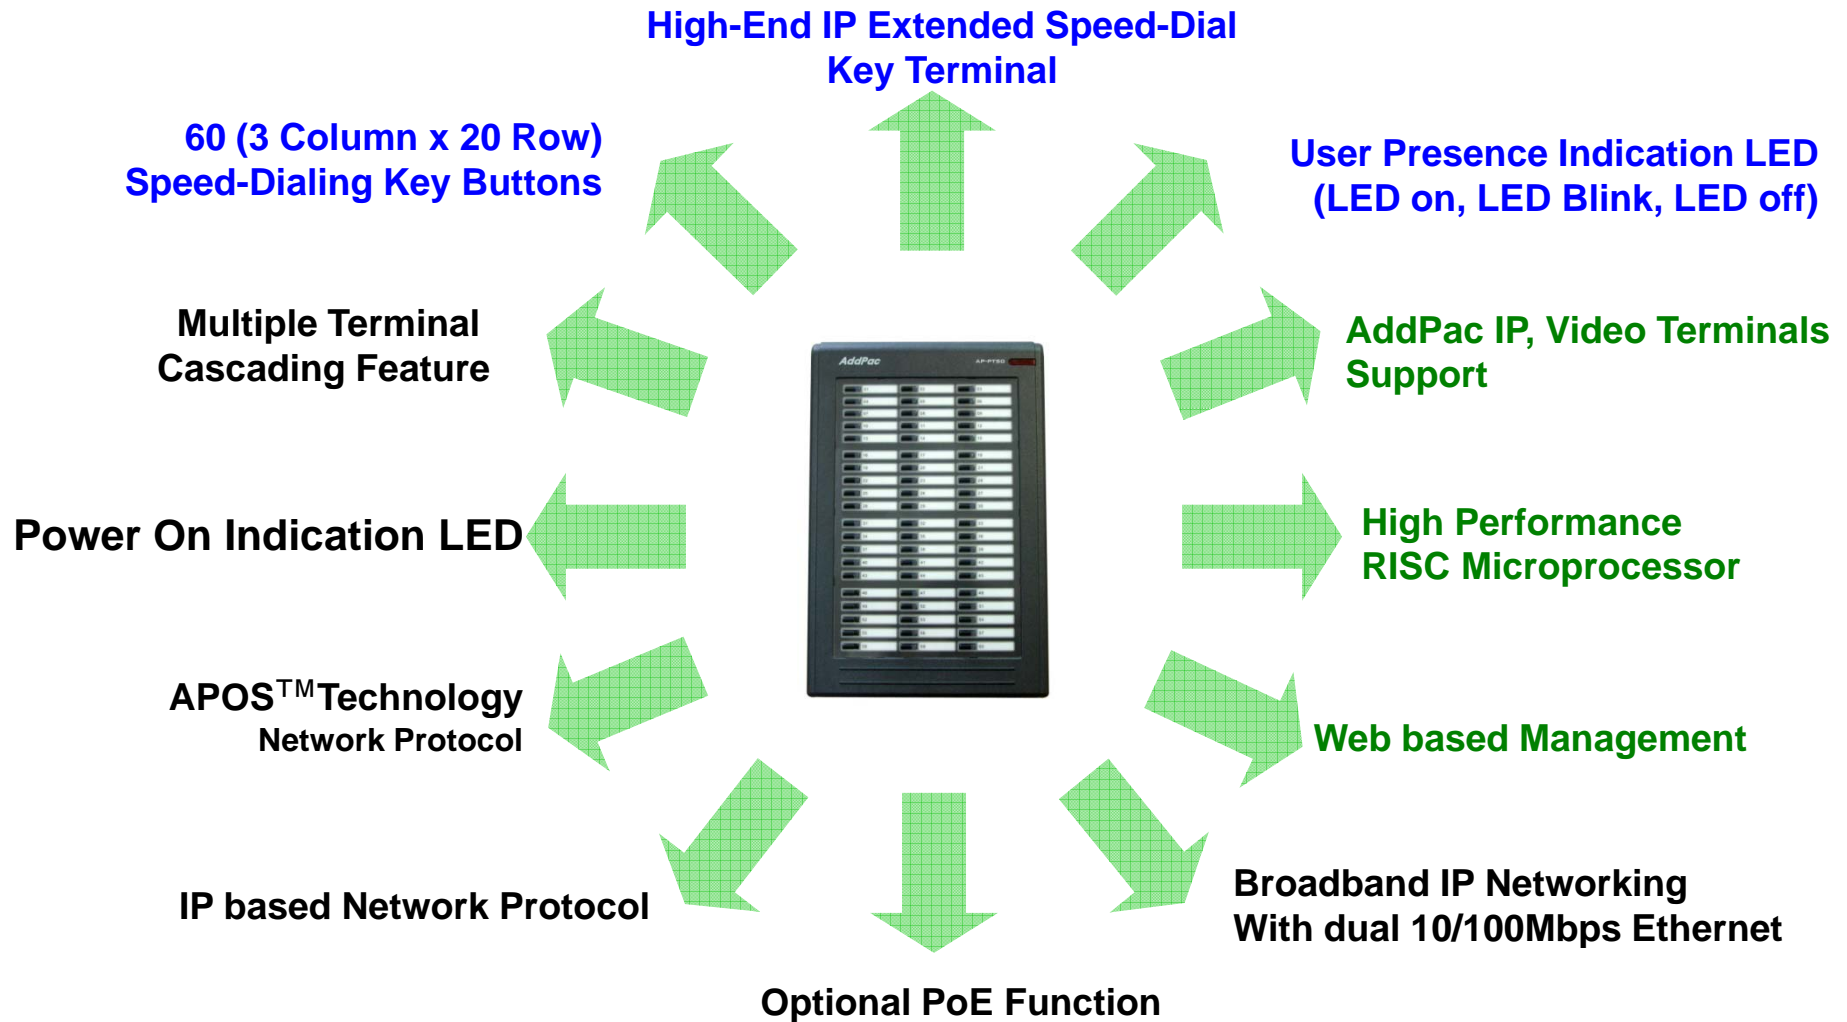 High-End IP Extended Speed-Dial
Key Terminal
60 (3 Column x 20 Row)
Speed-Dialing Key Buttons
User Presence Indication LED
(LED on, LED Blink, LED off)
Multiple Terminal
Cascading Feature
AddPac IP, Video Terminals
Support
AddPac
Power On Indication LED
High Performance
RISC Microprocessor
APOS™Technology
Network Protocol
Web based Management
IP based Network Protocol
Broadband IP Networking
With dual 10/100Mbps Ethernet
Optional PoE Function